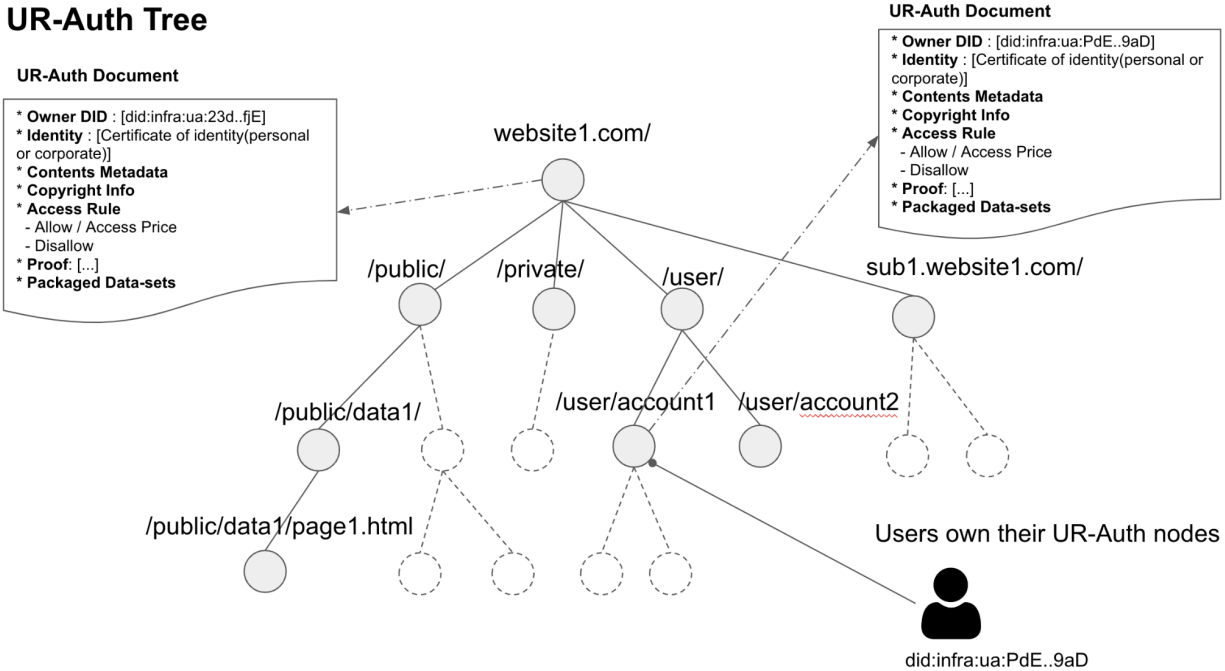 UR-Auth Tree
UR-Auth Document
* Owner DID : [did:infra:ua:23d..fjE]
* Identity : [Certificate of identity(personal
or corporate)]
* Contents Metadata
* Copyright Info
* Access Rule
- Allow / Access Price
- Disallow
* Proof: [...]
* Packaged Data-sets
UR-Auth Document
* Owner DID : [did:infra:ua:PdE..9aD]
* Identity : [Certificate of identity(personal or
corporate)]
* Contents Metadata
* Copyright Info
* Access Rule
- Allow / Access Price
- Disallow
* Proof: [...]
* Packaged Data-sets
website1.com/
/public/
/private/
/user/
sub1.website1.com/
/public/data1/
/user/account1
/user/account2
/public/data1/page1.html
Users own their UR-Auth nodes
did:infra:ua:PdE..9aD